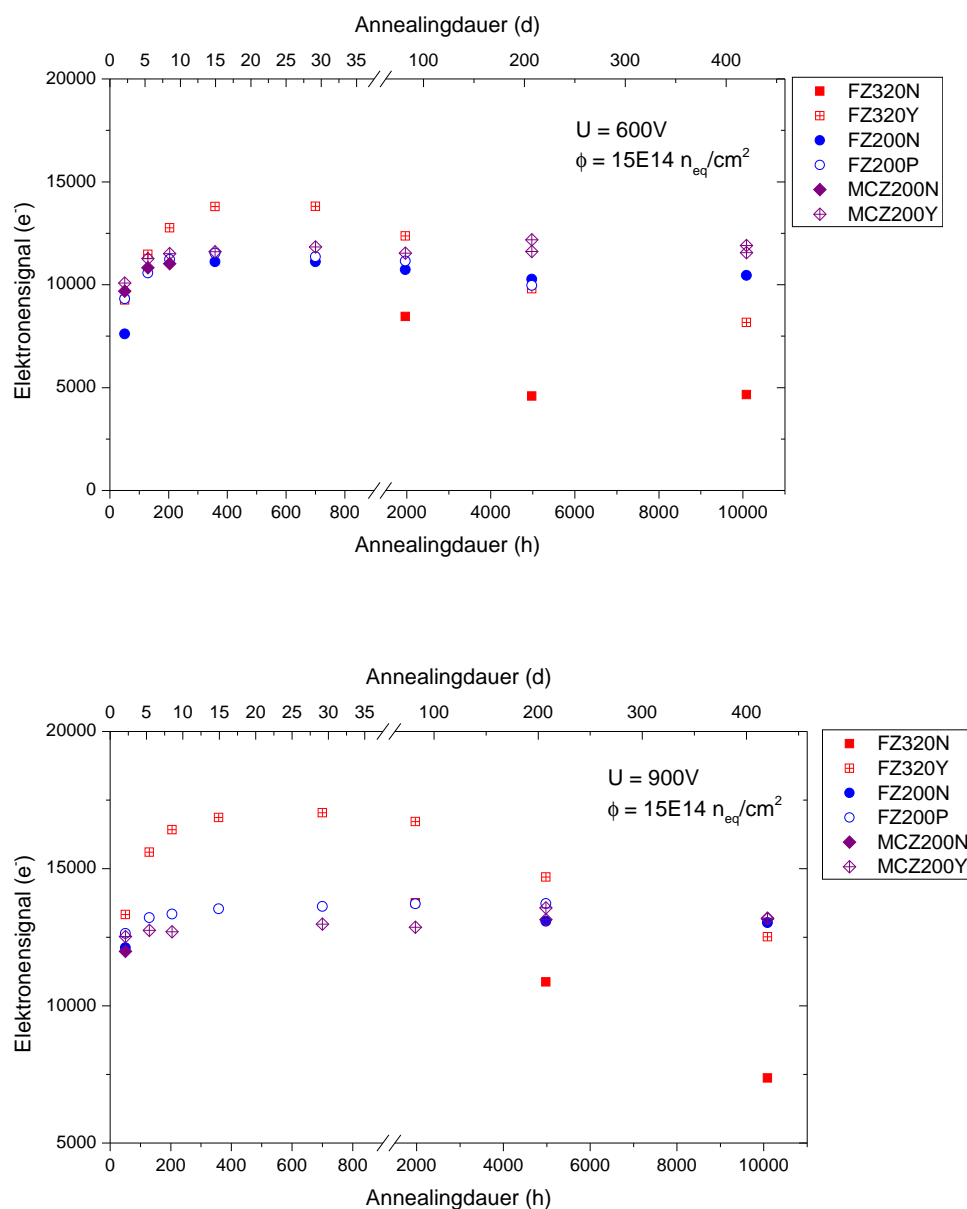 Annealingdauer (d)
0 5 10 15 20 25 30 35 100 200 300 400
20000
15000
10000
5000
0
Elektronensignal (e⁻)
U = 600V
ϕ = 15E14 n_eq/cm²
FZ320N
FZ320Y
FZ200N
FZ200P
MCZ200N
MCZ200Y
0 200 400 600 800 2000 4000 6000 8000 10000
Annealingdauer (h)
Annealingdauer (d)
0 5 10 15 20 25 30 35 100 200 300 400
20000
15000
10000
5000
Elektronensignal (e⁻)
U = 900V
ϕ = 15E14 n_eq/cm²
FZ320N
FZ320Y
FZ200N
FZ200P
MCZ200N
MCZ200Y
0 200 400 600 800 2000 4000 6000 8000 10000
Annealingdauer (h)